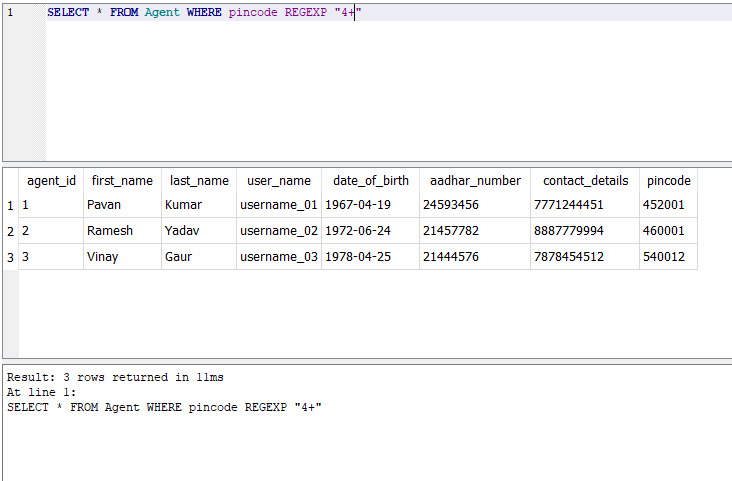 1 SELECT * FROM Agent WHERE pincode REGEXP "4+"
agent_id first_name last_name user_name date_of_birth aadhar_number contact_details pincode
1 1 Pavan Kumar username_01 1967-04-19 24593456 7771244451 452001
2 2 Ramesh Yadav username_02 1972-06-24 21457782 8887779994 460001
3 3 Vinay Gaur username_03 1978-04-25 21444576 7878454512 540012
Result: 3 rows returned in 11ms
At line 1:
SELECT * FROM Agent WHERE pincode REGEXP "4+"